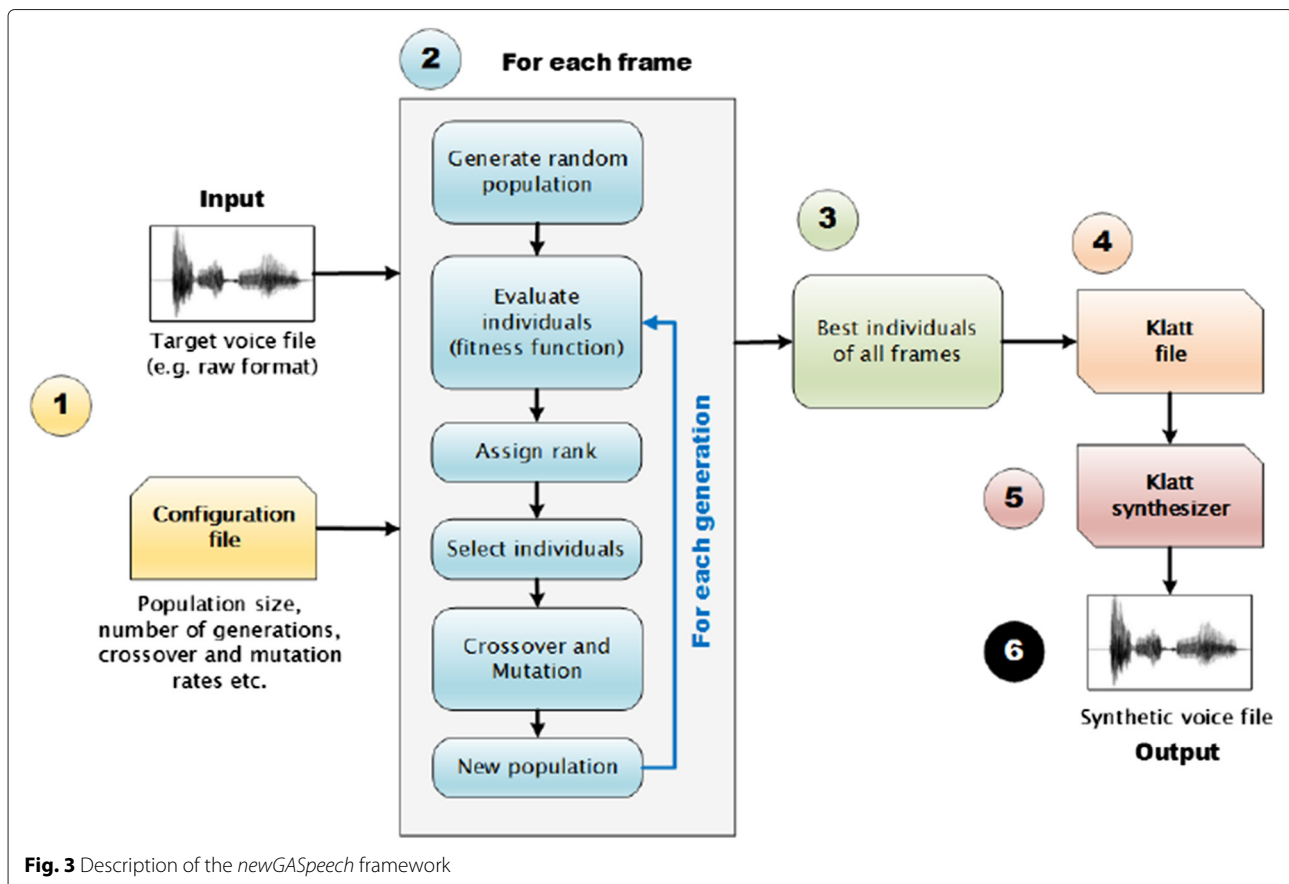 2
For each frame
Generate random
population
Input
Target voice file
(e.g. raw format)
Evaluate
individuals
(fitness function)
1
Assign rank
Configuration
file
Select individuals
Population size,
number of generations,
crossover and mutation
rates etc.
Crossover and
Mutation
New population
For each generation
3
Best individuals
of all frames
4
Klatt
file
5
Klatt
synthesizer
6
Synthetic voice file
Output
Fig. 3 Description of the newGASpeech framework